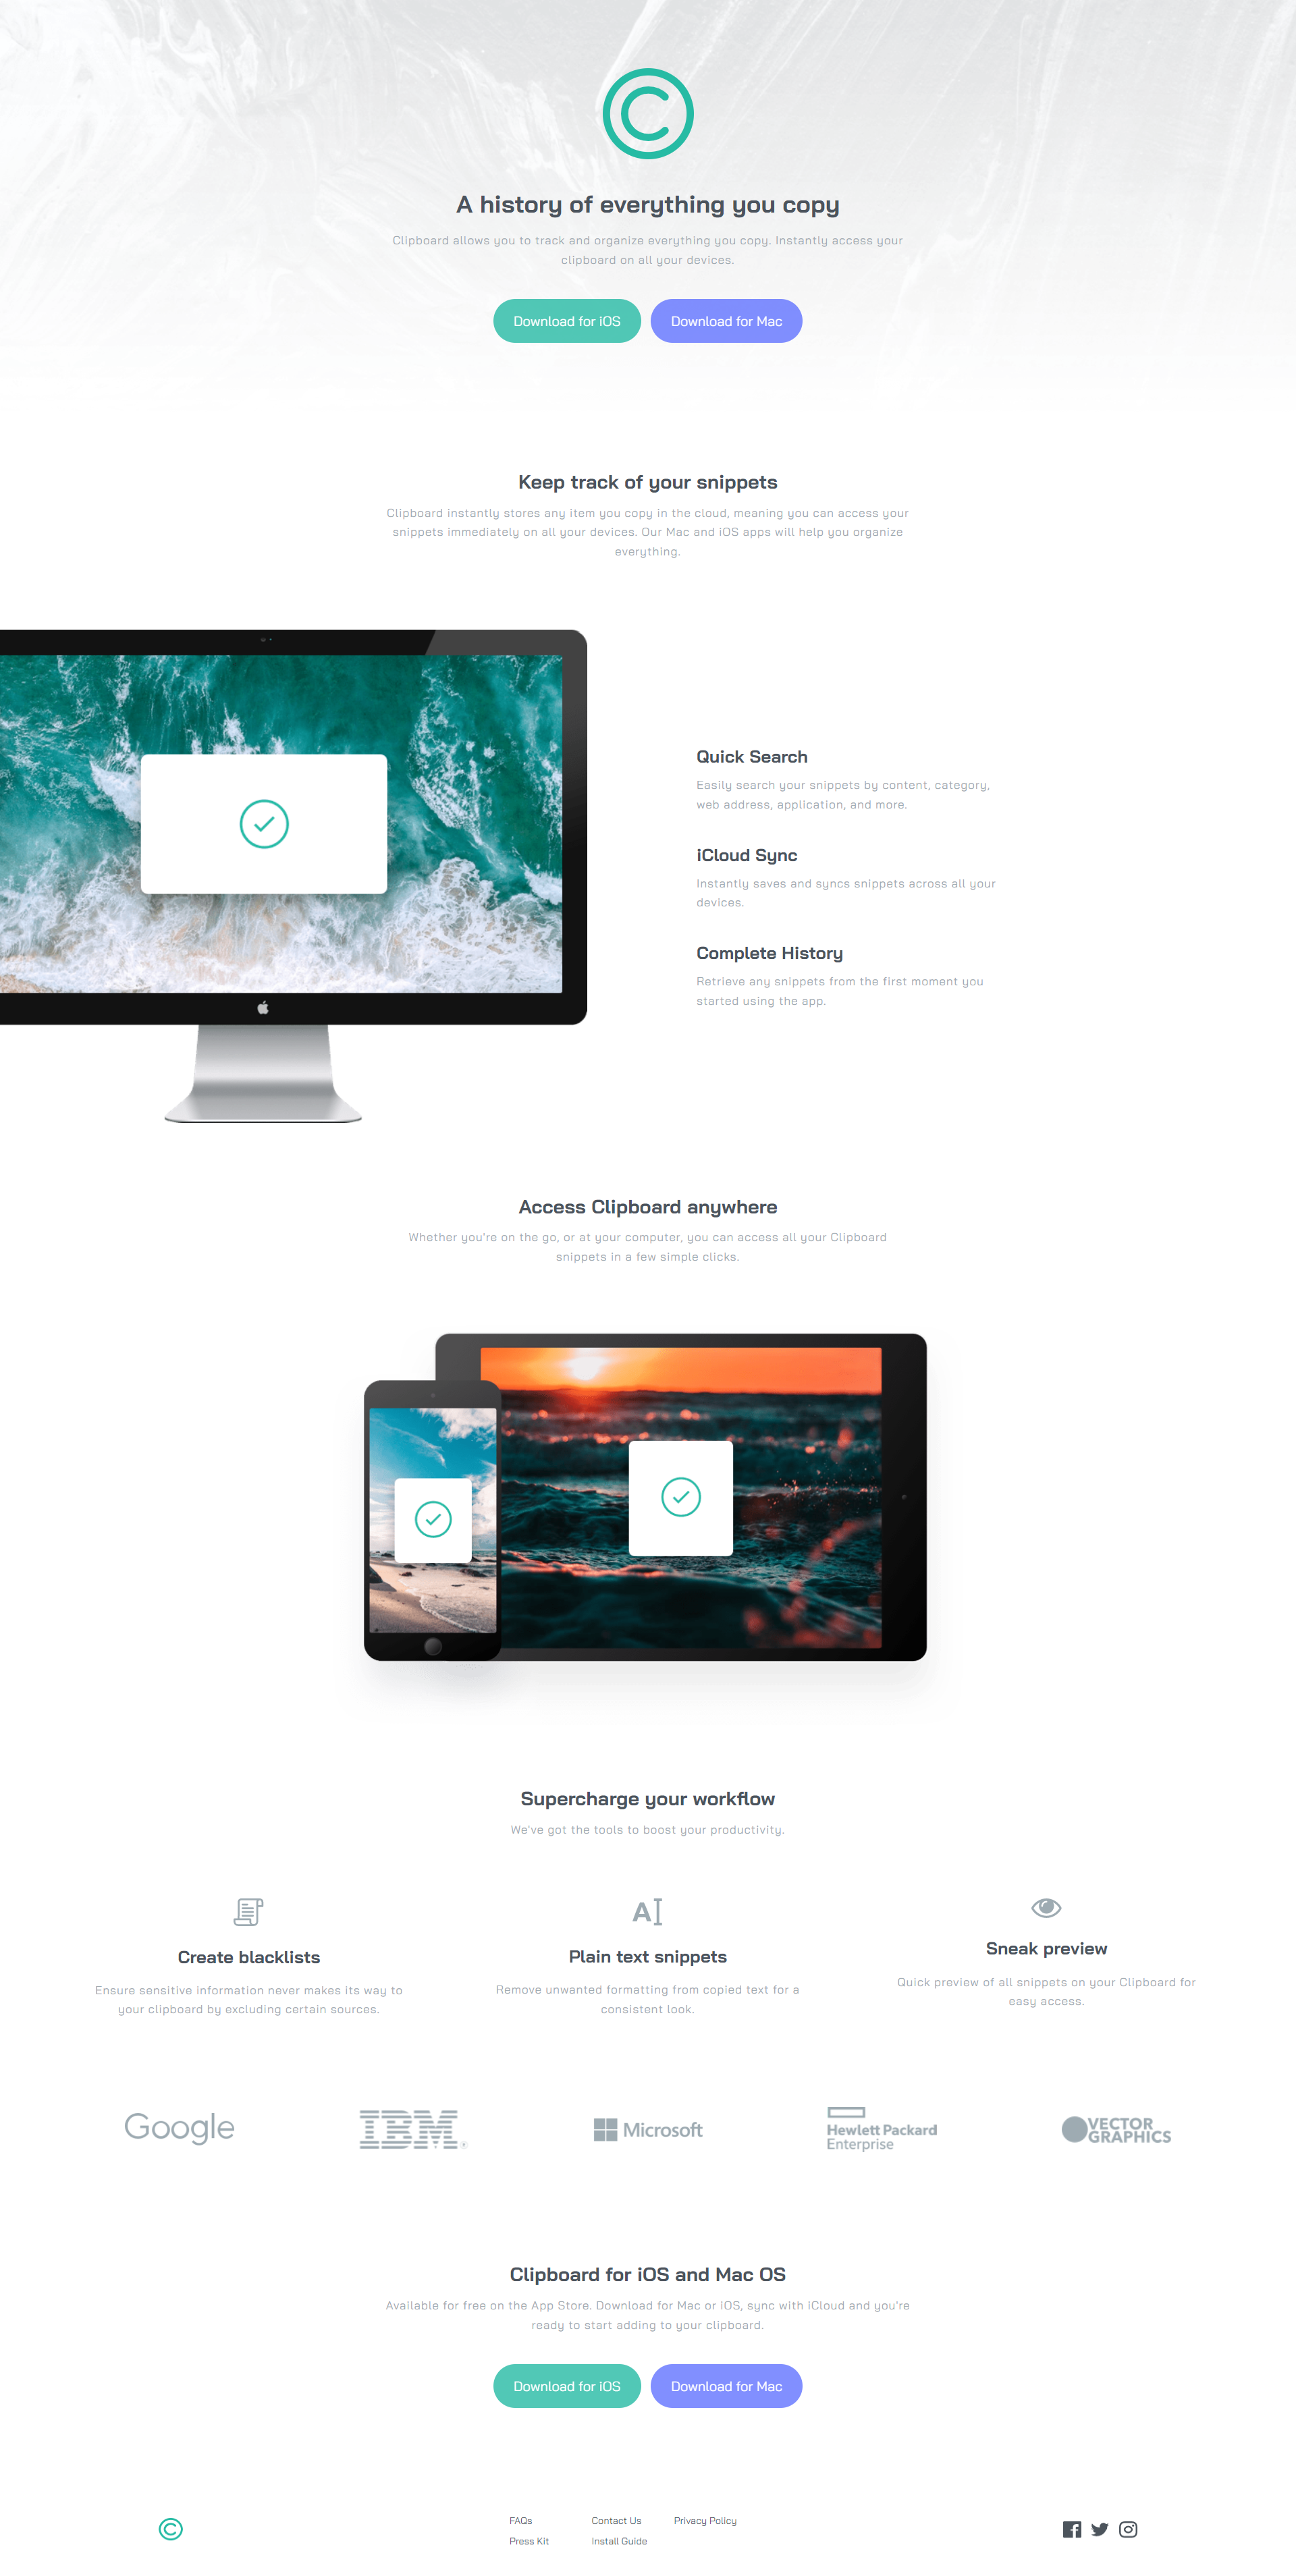 A history of everything you copy
Clipboard allows you to track and organize everything you copy. Instantly access your
clipboard on all your devices.
Download for iOS
Download for Mac
Keep track of your snippets
Clipboard instantly stores any item you copy in the cloud, meaning you can access your
snippets immediately on all your devices. Our Mac and iOS apps will help you organize
everything.
Quick Search
Easily search your snippets by content, category,
web address, application, and more.
iCloud Sync
Instantly saves and syncs snippets across all your
devices.
Complete History
Retrieve any snippets from the first moment you
started using the app.
Access Clipboard anywhere
Whether you're on the go, or at your computer, you can access all your Clipboard
snippets in a few simple clicks.
Supercharge your workflow
We've got the tools to boost your productivity.
Create blacklists
Ensure sensitive information never makes its way to
your clipboard by excluding certain sources.
Plain text snippets
Remove unwanted formatting from copied text for a
consistent look.
Sneak preview
Quick preview of all snippets on your Clipboard for
easy access.
Google
IBM
Microsoft
Hewlett Packard
Enterprise
VECTOR
GRAPHICS
Clipboard for iOS and Mac OS
Available for free on the App Store. Download for Mac or iOS, sync with iCloud and you're
ready to start adding to your clipboard.
Download for iOS
Download for Mac
FAQs
Contact Us
Privacy Policy
Press Kit
Install Guide